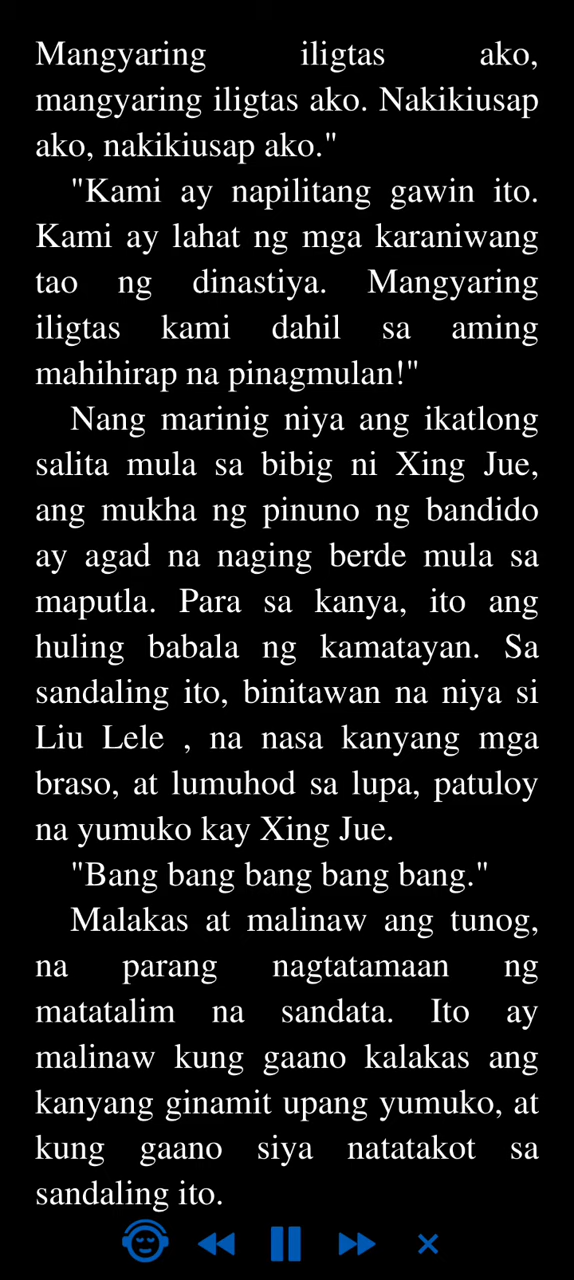 Mangyaring iligtas ako,
mangyaring iligtas ako. Nakikiusap
ako, nakikiusap ako."
"Kami ay napilitang gawin ito.
Kami ay lahat ng mga karaniwang
tao ng dinastiya. Mangyaring
iligtas kami dahil sa aming
mahihirap na pinagmulan!"
Nang marinig niya ang ikatlong
salita mula sa bibig ni Xing Jue,
ang mukha ng pinuno ng bandido
ay agad na naging berde mula sa
maputla. Para sa kanya, ito ang
huling babala ng kamatayan. Sa
sandaling ito, binitawan na niya si
Liu Lele , na nasa kanyang mga
braso, at lumuhod sa lupa, patuloy
na yumuko kay Xing Jue.
"Bang bang bang bang bang."
Malakas at malinaw ang tunog,
na parang nagtatamaan ng
matatalim na sandata. Ito ay
malinaw kung gaano kalakas ang
kanyang ginamit upang yumuko, at
kung gaano siya natatakot sa
sandaling ito.